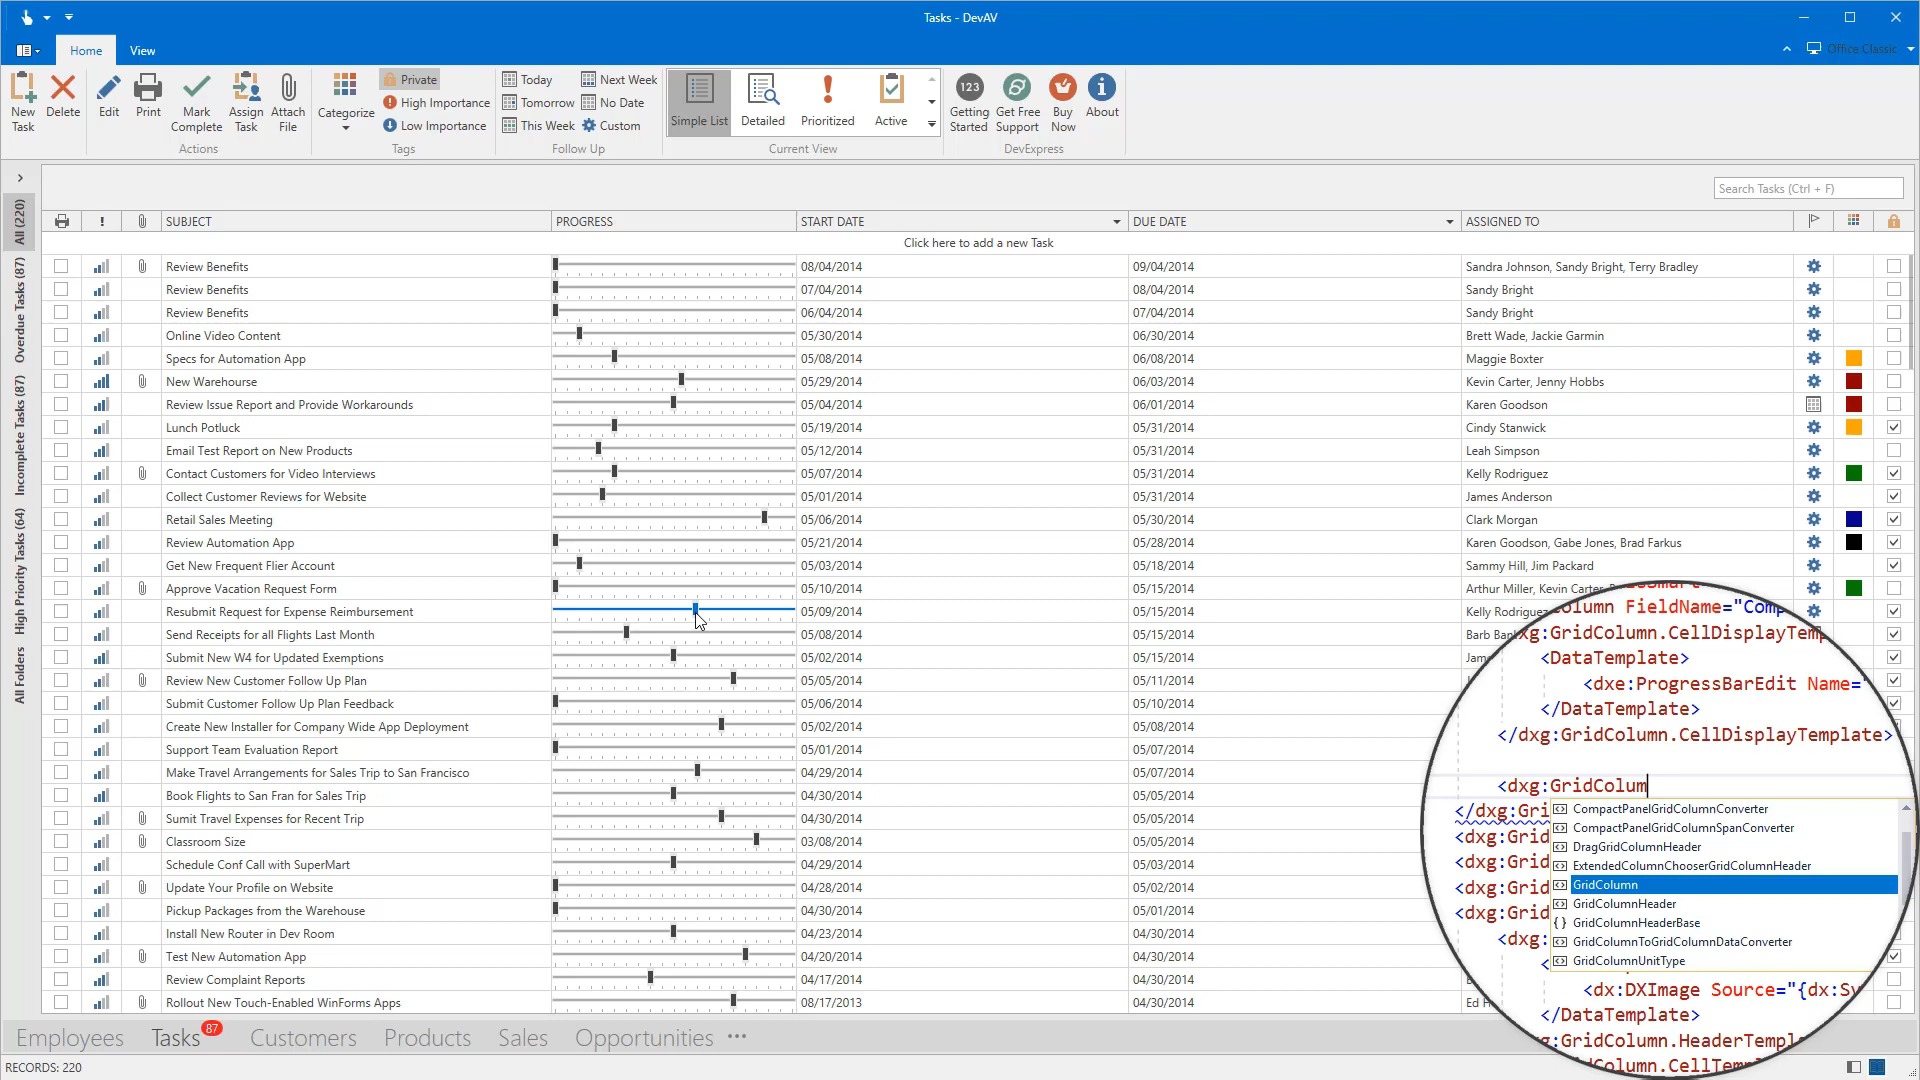 Tasks - DevAV
Home View Office Classic
New Task
Delete
Edit
Print
Mark Complete
Assign Task
Attach File
Actions
Categorize
Private
High Importance
Low Importance
Tags
Today Next Week
Tomorrow No Date
This Week Custom
Follow Up
Simple List
Detailed
Prioritized
Active
Current View
123
Getting Started
Get Free Support
Buy Now
About
DevExpress
All (220)
Overdue Tasks (87)
Incomplete Tasks (87)
High Priority Tasks (64)
All Folders
Search Tasks (Ctrl + F)
! SUBJECT PROGRESS START DATE DUE DATE ASSIGNED TO
Click here to add a new Task
Review Benefits 08/04/2014 09/04/2014 Sandra Johnson, Sandy Bright, Terry Bradley
Review Benefits 07/04/2014 08/04/2014 Sandy Bright
Review Benefits 06/04/2014 07/04/2014 Sandy Bright
Online Video Content 05/30/2014 06/30/2014 Brett Wade, Jackie Garmin
Specs for Automation App 05/08/2014 06/08/2014 Maggie Boxter
New Warehourse 05/29/2014 06/03/2014 Kevin Carter, Jenny Hobbs
Review Issue Report and Provide Workarounds 05/04/2014 06/01/2014 Karen Goodson
Lunch Potluck 05/19/2014 05/31/2014 Cindy Stanwick
Email Test Report on New Products 05/12/2014 05/31/2014 Leah Simpson
Contact Customers for Video Interviews 05/07/2014 05/31/2014 Kelly Rodriguez
Collect Customer Reviews for Website 05/01/2014 05/31/2014 James Anderson
Retail Sales Meeting 05/06/2014 05/30/2014 Clark Morgan
Review Automation App 05/21/2014 05/28/2014 Karen Goodson, Gabe Jones, Brad Farkus
Get New Frequent Flier Account 05/03/2014 05/18/2014 Sammy Hill, Jim Packard
Approve Vacation Request Form 05/10/2014 05/15/2014 Arthur Miller, Kevin Carter,
Resubmit Request for Expense Reimbursement 05/09/2014 05/15/2014 Kelly Rodrigue
Send Receipts for all Flights Last Month 05/08/2014 05/15/2014 Barb Ban
Submit New W4 for Updated Exemptions 05/02/2014 05/15/2014 Jam
Review New Customer Follow Up Plan 05/05/2014 05/11/2014
Submit Customer Follow Up Plan Feedback 05/06/2014 05/10/2014
Create New Installer for Company Wide App Deployment 05/02/2014 05/08/2014
Support Team Evaluation Report 05/01/2014 05/07/2014
Make Travel Arrangements for Sales Trip to San Francisco 04/29/2014 05/07/2014
Book Flights to San Fran for Sales Trip 04/30/2014 05/05/2014
Sumit Travel Expenses for Recent Trip 04/30/2014 05/05/2014
Classroom Size 03/08/2014 05/05/2014
Schedule Conf Call with SuperMart 04/29/2014 05/03/2014
Update Your Profile on Website 04/28/2014 05/02/2014
Pickup Packages from the Warehouse 04/30/2014 05/01/2014
Install New Router in Dev Room 04/23/2014 04/30/2014
Test New Automation App 04/20/2014 04/30/2014
Review Complaint Reports 04/17/2014 04/30/2014
Rollout New Touch-Enabled WinForms Apps 08/17/2013 04/30/2014 Ed H
olumn FieldName="Comp
xg:GridColumn.CellDisplayTemp
<DataTemplate>
<dxe:ProgressBarEdit Name="
</DataTemplate>
</dxg:GridColumn.CellDisplayTemplate>
<dxg:GridColum
</dxg:Gri
<dxg:Grid
<dxg:Grid
<dxg:Grid
<dxg:Grid
<dxg:
<
CompactPanelGridColumnConverter
CompactPanelGridColumnSpanConverter
DragGridColumnHeader
ExtendedColumnChooserGridColumnHeader
GridColumn
GridColumnHeader
{ } GridColumnHeaderBase
GridColumnToGridColumnDataConverter
GridColumnUnitType
<dx:DXImage Source="{dx:Sy
</DataTemplate>
g:GridColumn.HeaderTempl
idColumn.CellTemp
Employees Tasks 87 Customers Products Sales Opportunities •••
RECORDS: 220